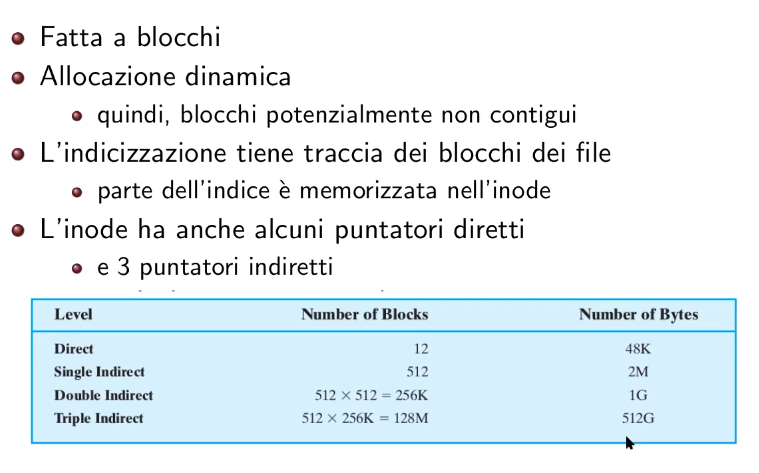 Fatta a blocchi
Allocazione dinamica
quindi, blocchi potenzialmente non contigui
L'indicizzazione tiene traccia dei blocchi dei file
parte dell'indice è memorizzata nell'inode
L'inode ha anche alcuni puntatori diretti
e 3 puntatori indiretti
Level Number of Blocks Number of Bytes
Direct 12 48K
Single Indirect 512 2M
Double Indirect 512 × 512 = 256K 1G
Triple Indirect 512 × 256K = 128M 512G